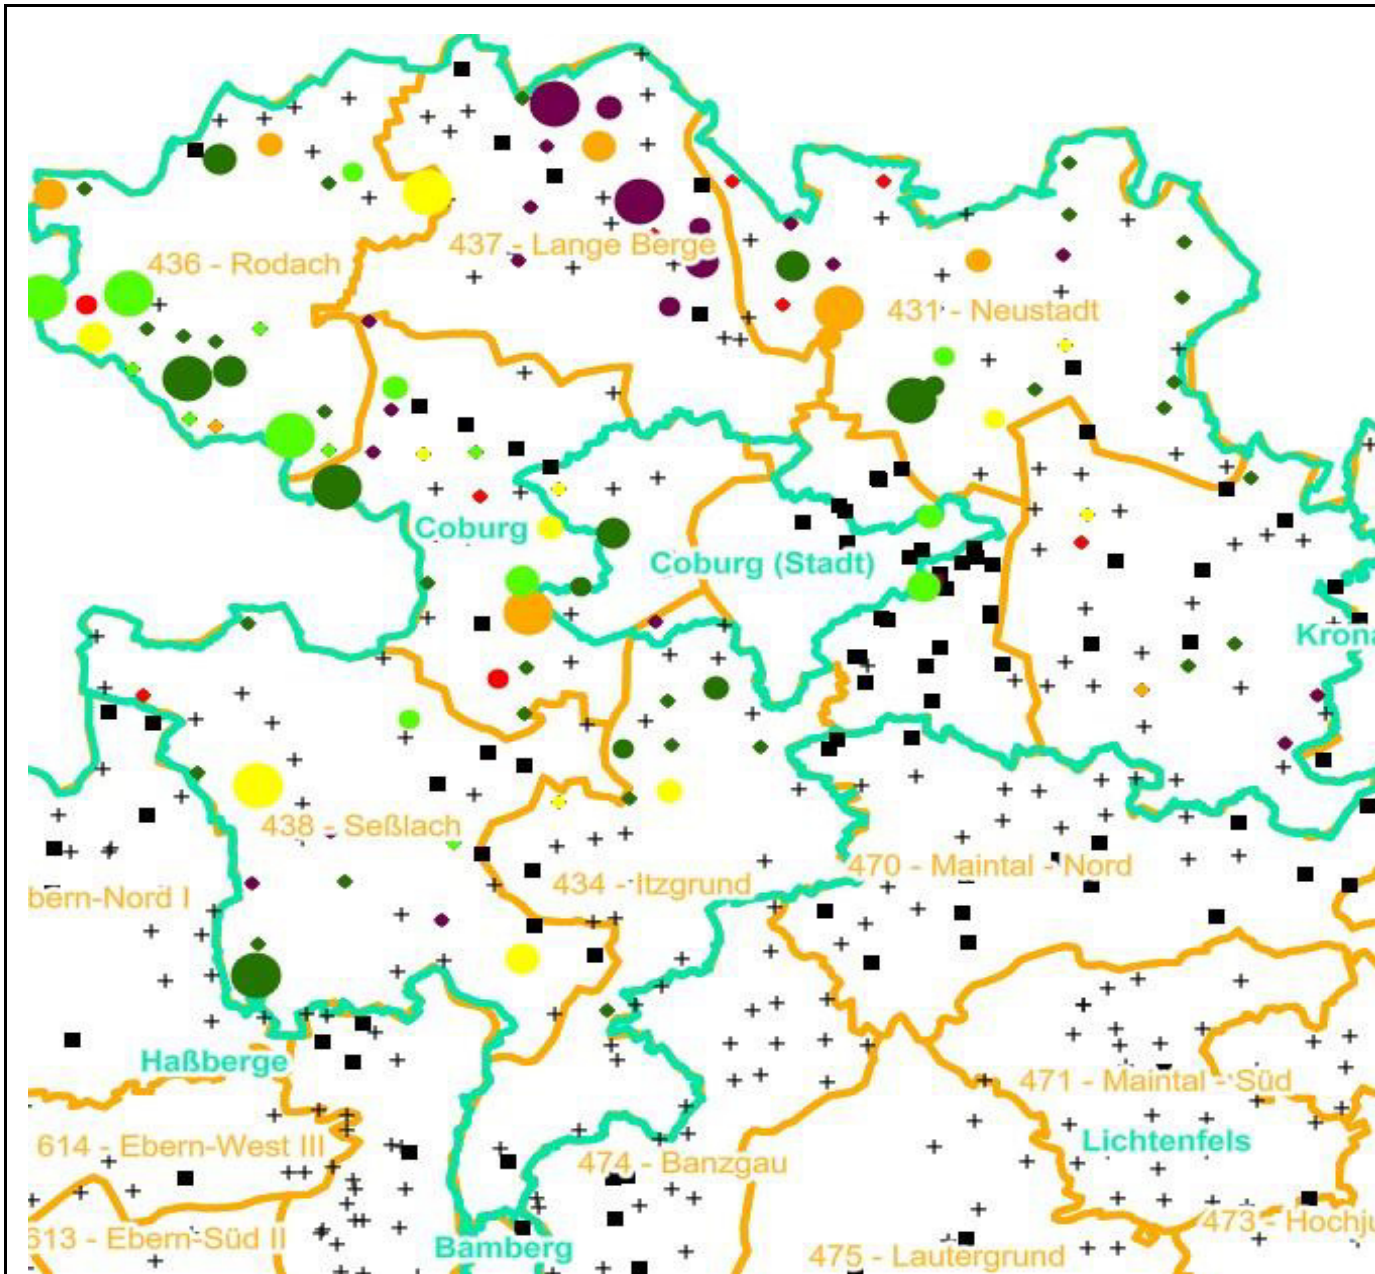 437 - Lange Berge
436 - Rodach
431 - Neustadt
Coburg
Coburg (Stadt)
Krona
438 - Seßlach
470 - Maintal - Nord
434 - Itzgrund
bern-Nord I
Haßberge
471 - Maintal - Süd
614 - Ebern-West III
Lichtenfels
474 - Banzgau
473 - Hochju
613 - Ebern-Süd II
Bamberg
475 - Lautergrund